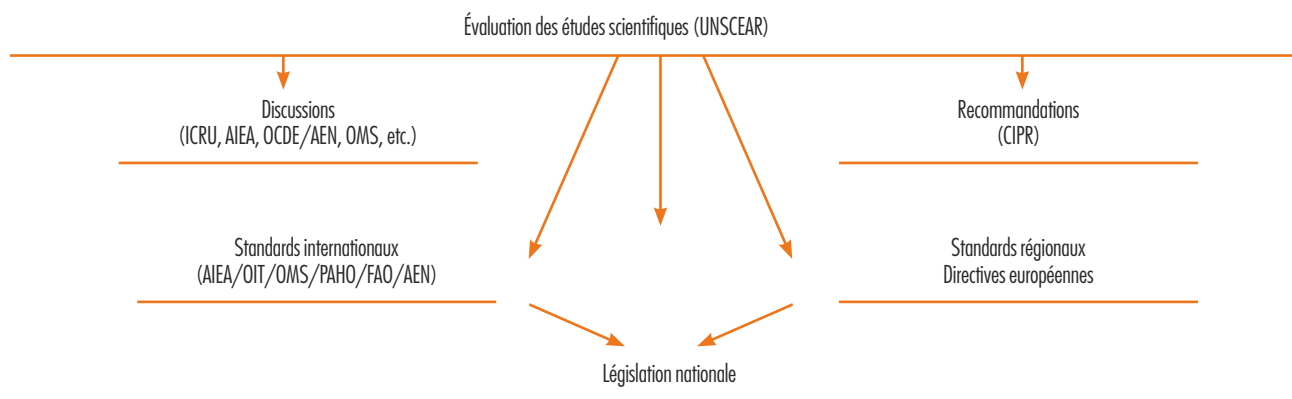 Évaluation des études scientifiques (UNSCEAR)
Discussions
(ICRU, AIEA, OCDE/AEN, OMS, etc.)
Recommandations
(CIPR)
Standards internationaux
(AIEA/OIT/OMS/PAHO/FAO/AEN)
Standards régionaux
Directives européennes
Législation nationale